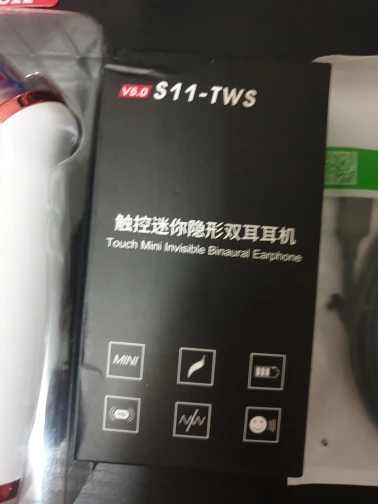 V5.0 S11-TWS
触控迷你隐形双耳耳机
Touch Mini Invisible Binaural Earphone
MINI
HD